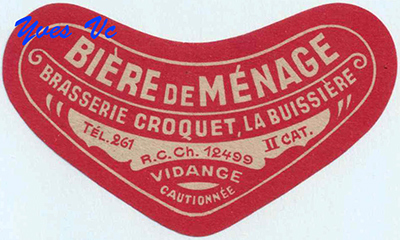 Yves Vc
BIÈRE DE MÉNAGE
BRASSERIE CROQUET, LA BUISSIÈRE
TÉL. 261
R.C. Ch. 12499
II CAT.
VIDANGE
CAUTIONNÉE